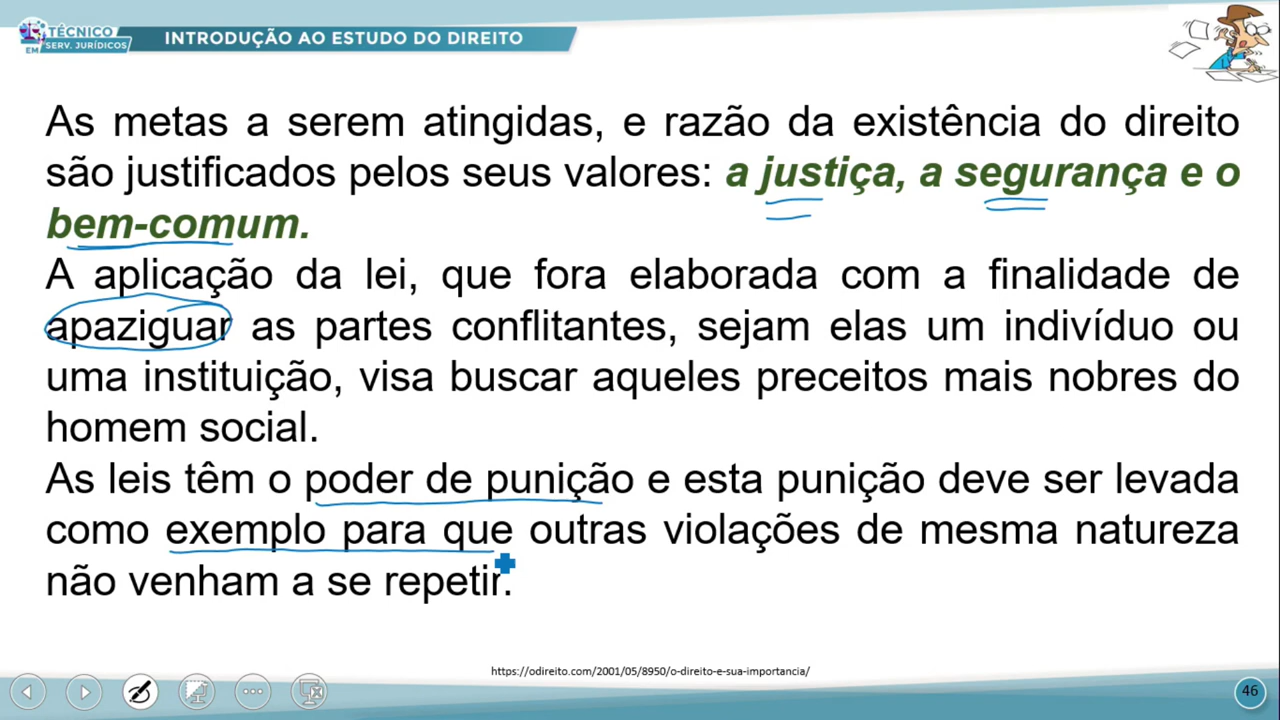 TÉCNICO
EM SERV. JURÍDICOS
INTRODUÇÃO AO ESTUDO DO DIREITO
As metas a serem atingidas, e razão da existência do direito
são justificados pelos seus valores: a justiça, a segurança e o
bem-comum.
A aplicação da lei, que fora elaborada com a finalidade de
apaziguar as partes conflitantes, sejam elas um indivíduo ou
uma instituição, visa buscar aqueles preceitos mais nobres do
homem social.
As leis têm o poder de punição e esta punição deve ser levada
como exemplo para que outras violações de mesma natureza
não venham a se repetir.
https://odireito.com/2001/05/8950/o-direito-e-sua-importancia/
46